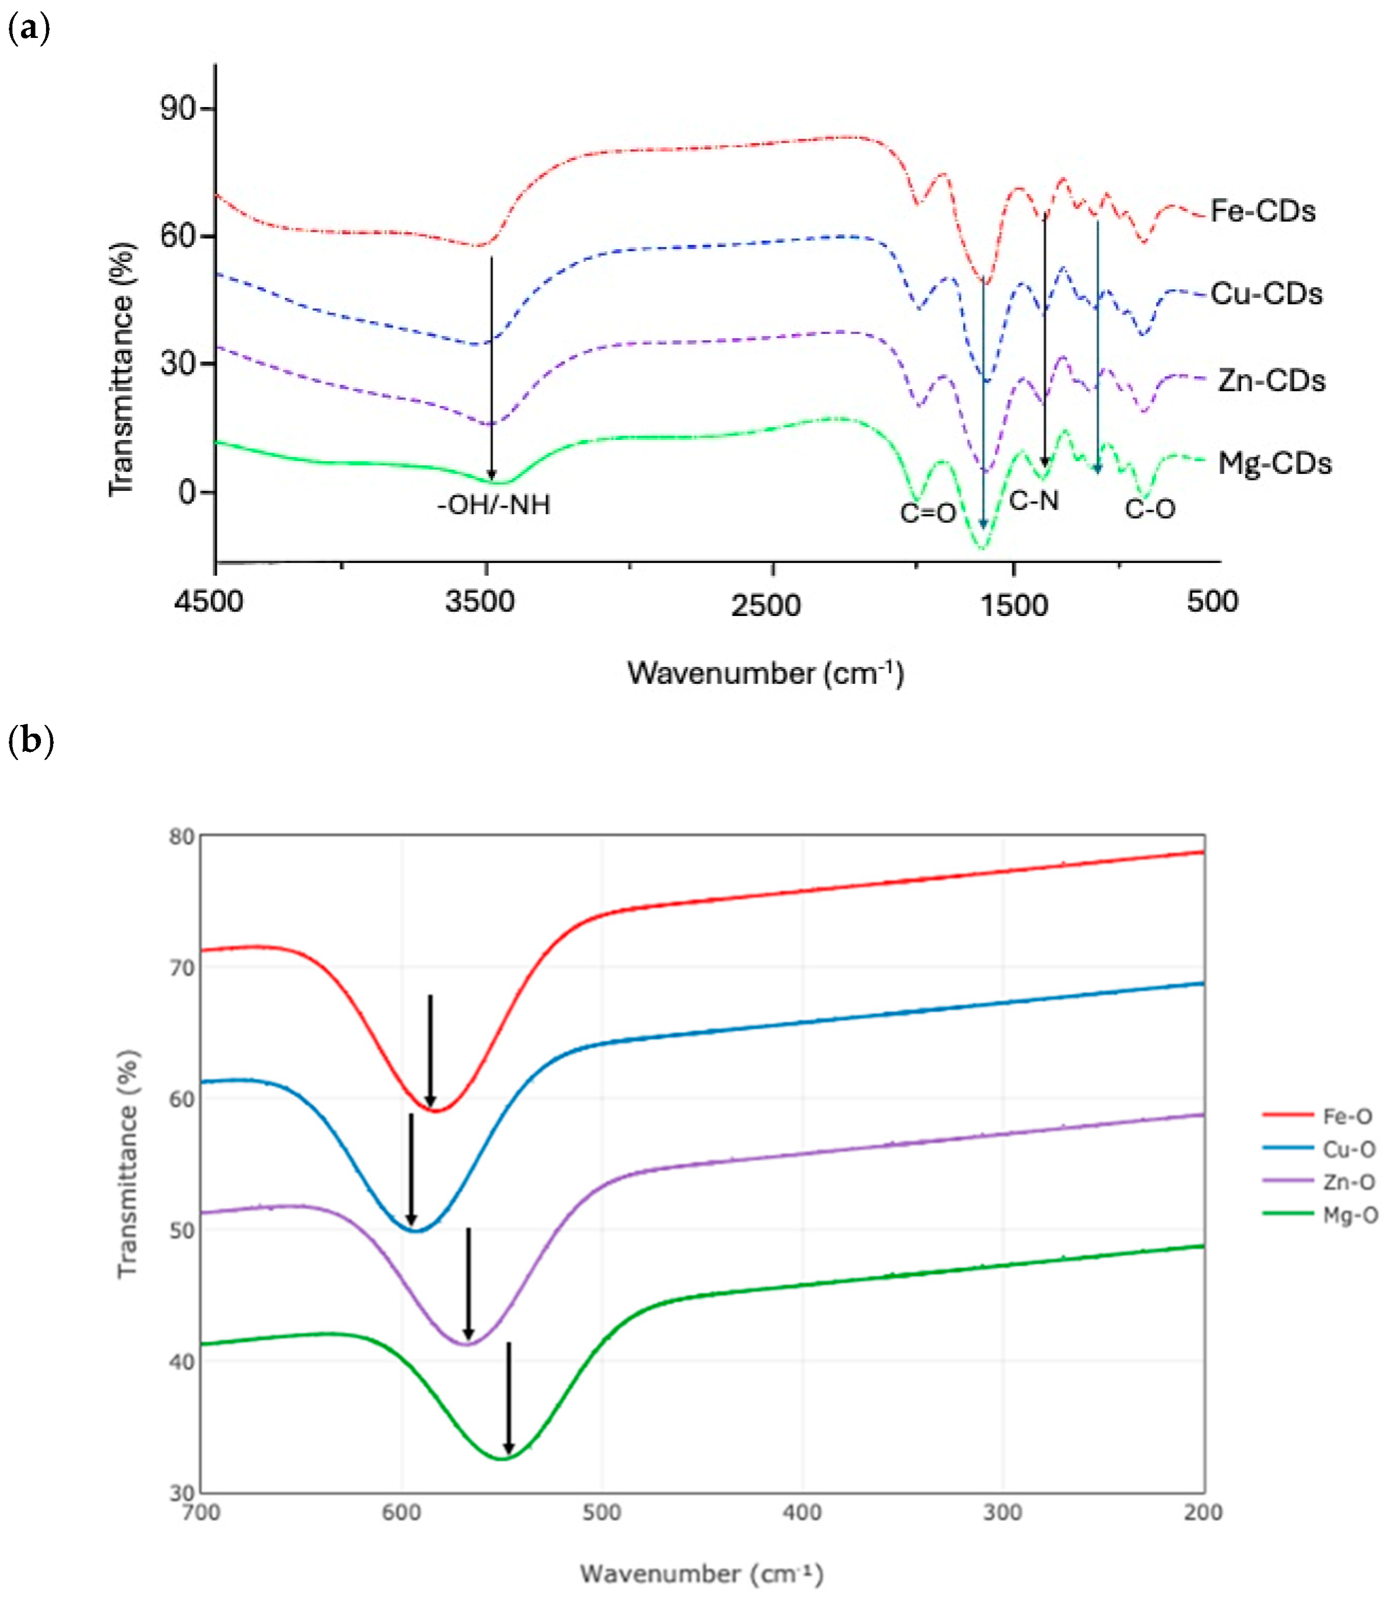 (a)
90
60
30
0
Transmittance (%)
Fe-CDs
Cu-CDs
Zn-CDs
Mg-CDs
-OH/-NH
C=O
C-N
C-O
4500 3500 2500 1500 500
Wavenumber (cm⁻¹)
(b)
80
70
60
50
40
30
Transmittance (%)
Fe-O
Cu-O
Zn-O
Mg-O
700 600 500 400 300 200
Wavenumber (cm⁻¹)